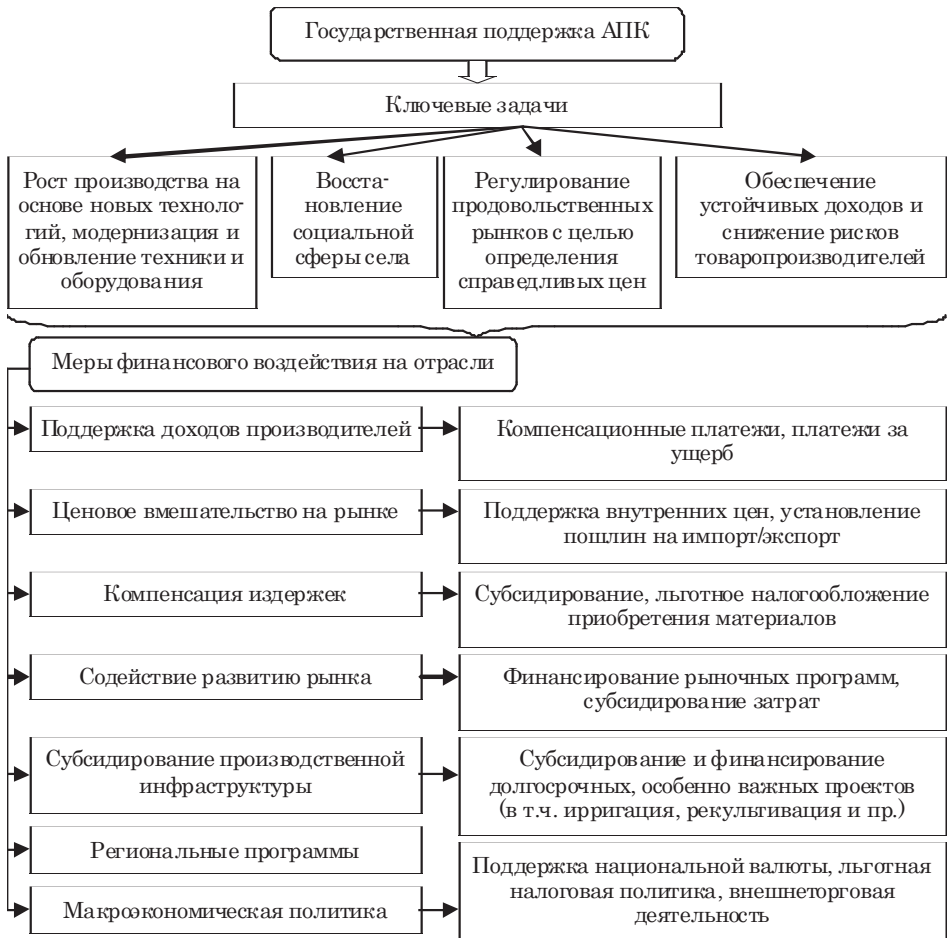 Государственная поддержка АПК
Ключевые задачи
Рост производства на
основе новых техноло-
гий, модернизация и
обновление техники и
оборудования
Восста-
новление
социальной
сферы села
Регулирование
продовольственных
рынков с целью
определения
справедливых цен
Обеспечение
устойчивых доходов и
снижение рисков
товаропроизводителей
Меры финансового воздействия на отрасли
Поддержка доходов производителей
Компенсационные платежи, платежи за
ущерб
Ценовое вмешательство на рынке
Поддержка внутренних цен, установление
пошлин на импорт/экспорт
Компенсация издержек
Субсидирование, льготное налогообложение
приобретения материалов
Содействие развитию рынка
Финансирование рыночных программ,
субсидирование затрат
Субсидирование производственной
инфраструктуры
Субсидирование и финансирование
долгосрочных, особенно важных проектов
(в т.ч. ирригация, рекультивация и пр.)
Региональные программы
Макроэкономическая политика
Поддержка национальной валюты, льготная
налоговая политика, внешнеторговая
деятельность